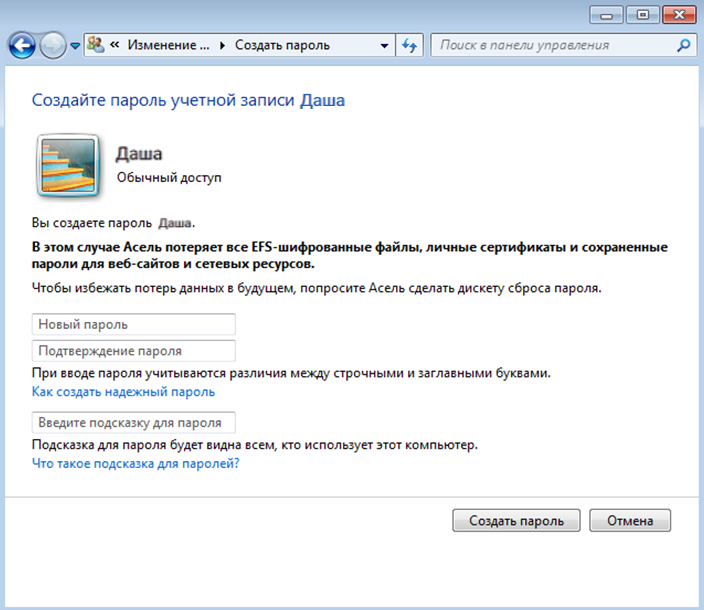 « Изменение ... Создать пароль
Поиск в панели управления
Создайте пароль учетной записи Даша
Даша
Обычный доступ
Вы создаете пароль Даша.
В этом случае Асель потеряет все EFS-шифрованные файлы, личные сертификаты и сохраненные
пароли для веб-сайтов и сетевых ресурсов.
Чтобы избежать потерь данных в будущем, попросите Асель сделать дискету сброса пароля.
Новый пароль
Подтверждение пароля
При вводе пароля учитываются различия между строчными и заглавными буквами.
Как создать надежный пароль
Введите подсказку для пароля
Подсказка для пароля будет видна всем, кто использует этот компьютер.
Что такое подсказка для паролей?
Создать пароль
Отмена